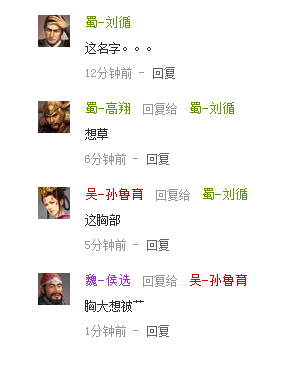 蜀-刘循
这名字。。。
12分钟前 - 回复
蜀-高翔 回复给 蜀-刘循
想草
6分钟前 - 回复
吴-孙鲁育 回复给 蜀-刘循
这胸部
5分钟前 - 回复
魏-侯选 回复给 吴-孙鲁育
胸大想被艹
1分钟前 - 回复